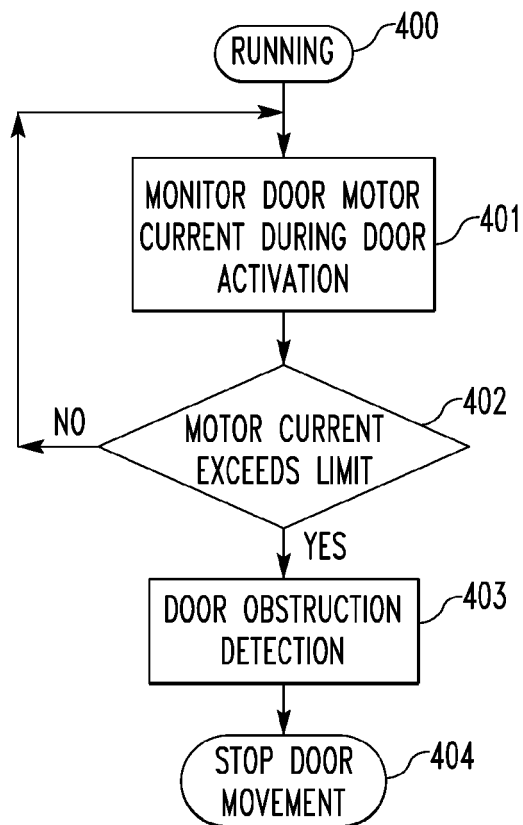 RUNNING
400
MONITOR DOOR MOTOR
CURRENT DURING DOOR
ACTIVATION
401
MOTOR CURRENT
EXCEEDS LIMIT
402
NO
YES
DOOR OBSTRUCTION
DETECTION
403
STOP DOOR
MOVEMENT
404